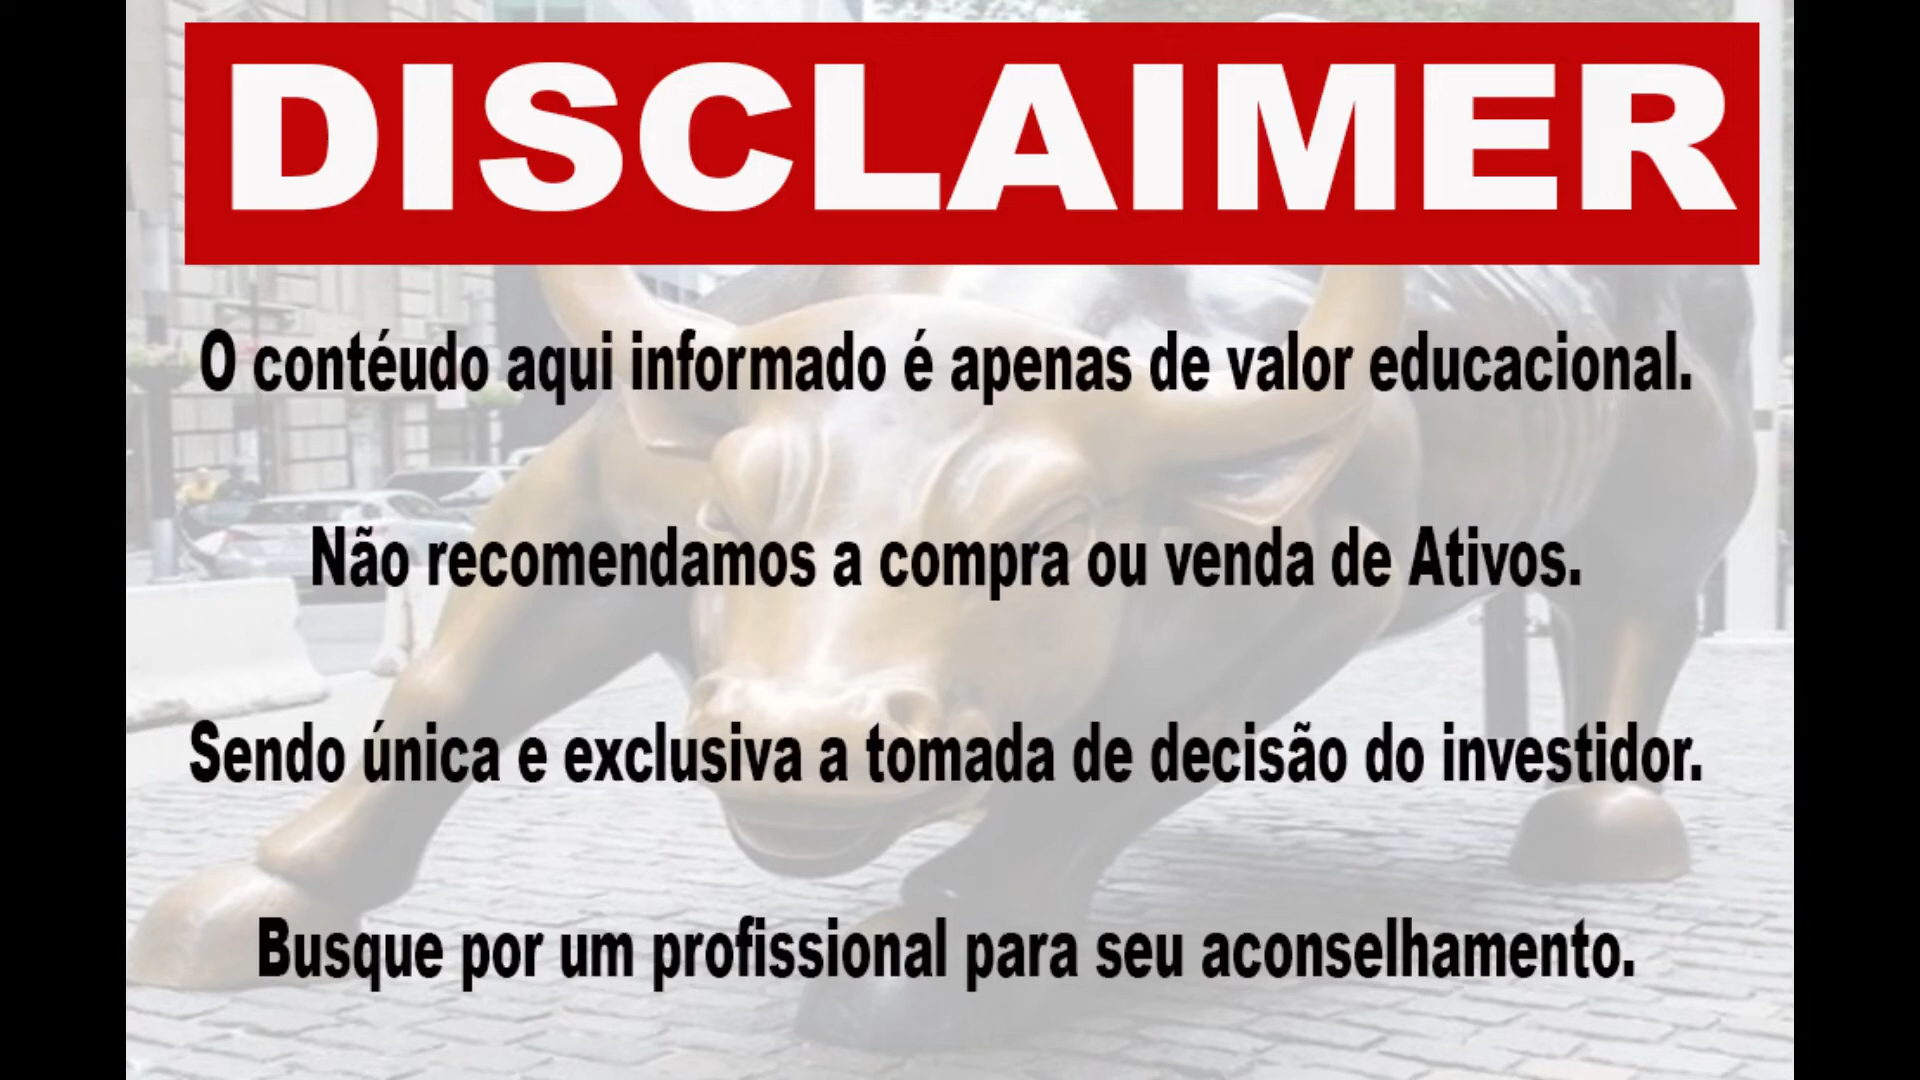 DISCLAIMER
O contéudo aqui informado é apenas de valor educacional.
Não recomendamos a compra ou venda de Ativos.
Sendo única e exclusiva a tomada de decisão do investidor.
Busque por um profissional para seu aconselhamento.